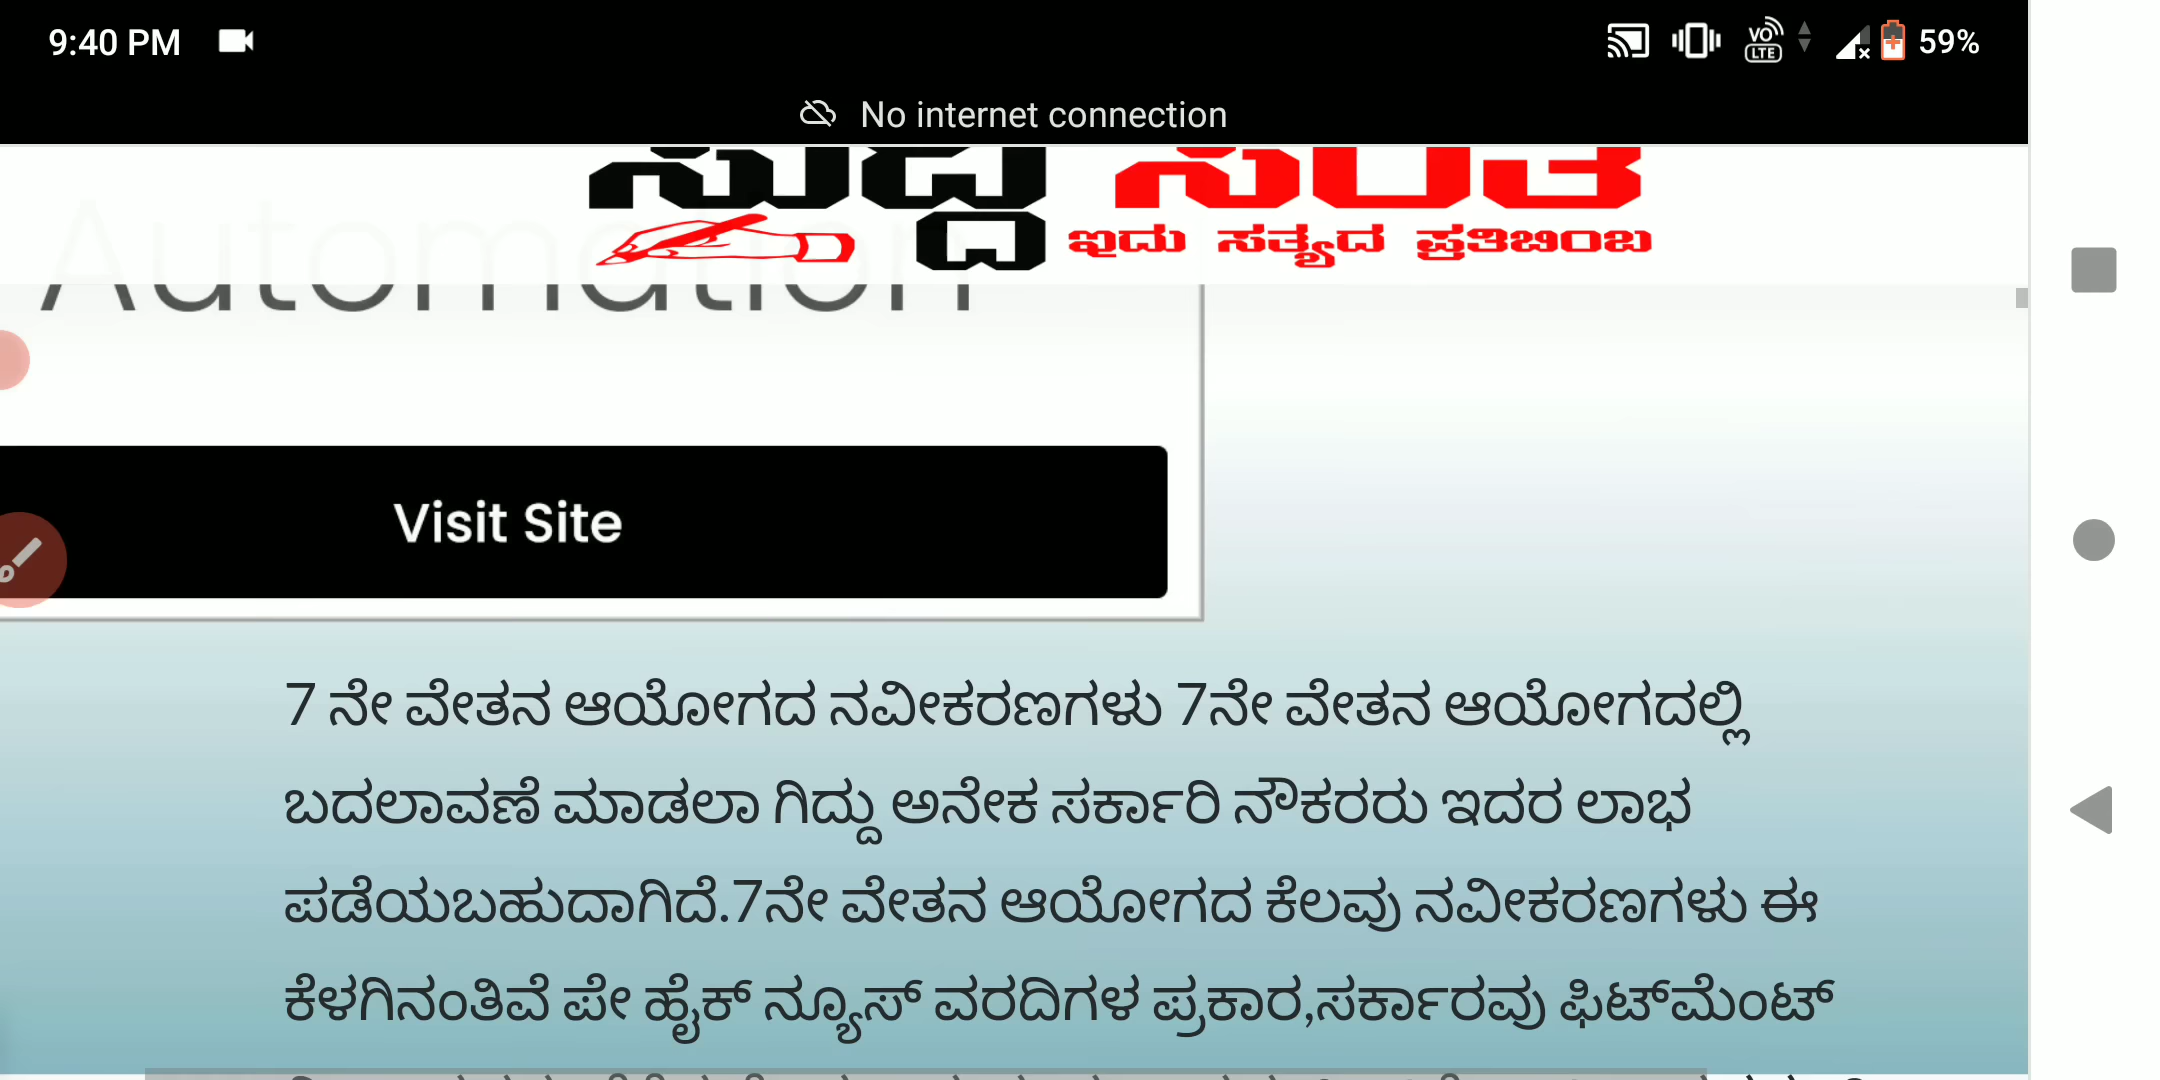 9:40 PM VO LTE 59%
No internet connection
ಸುದ್ದಿ ಸಂತೆ
ಇದು ಸತ್ಯದ ಪ್ರತಿಬಿಂಬ
Automation
Visit Site
7 ನೇ ವೇತನ ಆಯೋಗದ ನವೀಕರಣಗಳು 7ನೇ ವೇತನ ಆಯೋಗದಲ್ಲಿ
ಬದಲಾವಣೆ ಮಾಡಲಾ ಗಿದ್ದು ಅನೇಕ ಸರ್ಕಾರಿ ನೌಕರರು ಇದರ ಲಾಭ
ಪಡೆಯಬಹುದಾಗಿದೆ.7ನೇ ವೇತನ ಆಯೋಗದ ಕೆಲವು ನವೀಕರಣಗಳು ಈ
ಕೆಳಗಿನಂತಿವೆ ಪೇ ಹೈಕ್ ನ್ಯೂಸ್ ವರದಿಗಳ ಪ್ರಕಾರ,ಸರ್ಕಾರವು ಫಿಟ್‌ಮೆಂಟ್